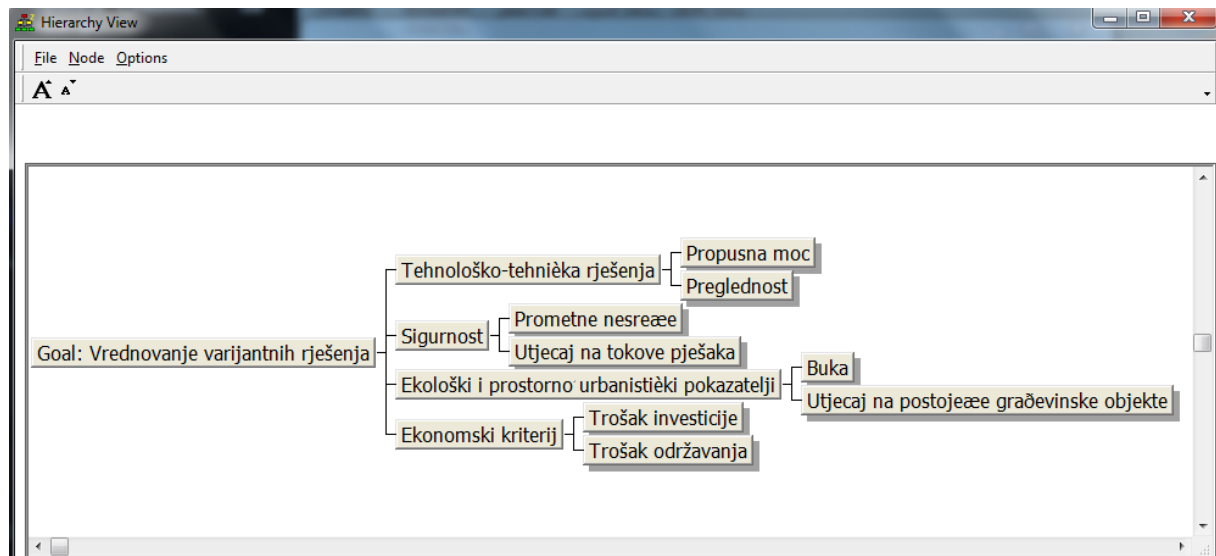 Hierarchy View
File Node Options
A A
Propusna moc
Tehnološko-tehnièka rješenja
Preglednost
Prometne nesreæe
Sigurnost
Utjecaj na tokove pješaka
Goal: Vrednovanje varijantnih rješenja
Buka
Ekološki i prostorno urbanistièki pokazatelji
Utjecaj na postojeæe graðevinske objekte
Trošak investicije
Ekonomski kriterij
Trošak održavanja